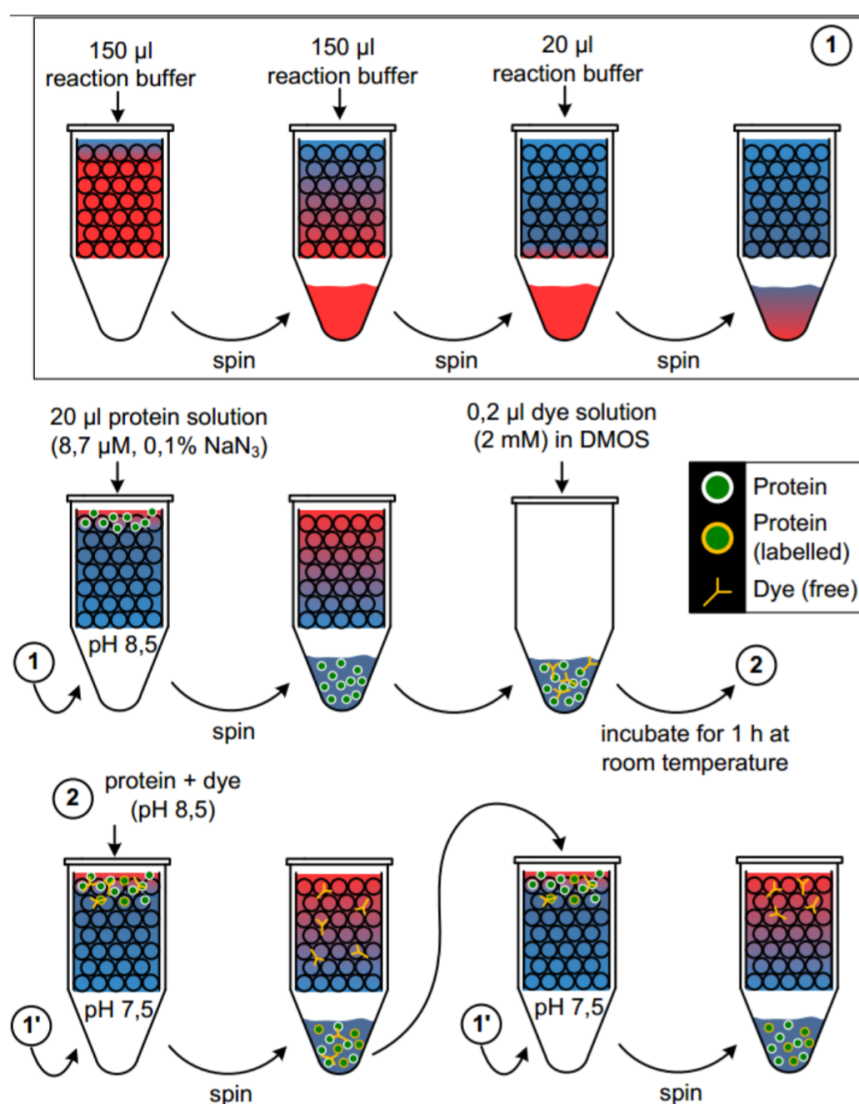 150 µl
reaction buffer
150 µl
reaction buffer
20 µl
reaction buffer
1
spin
spin
spin
20 µl protein solution
(8,7 µM, 0,1% NaN₃)
0,2 µl dye solution
(2 mM) in DMOS
Protein
Protein
(labelled)
Dye (free)
pH 8,5
1
2
spin
incubate for 1 h at
room temperature
2
protein + dye
(pH 8,5)
pH 7,5
pH 7,5
1'
1'
spin
spin